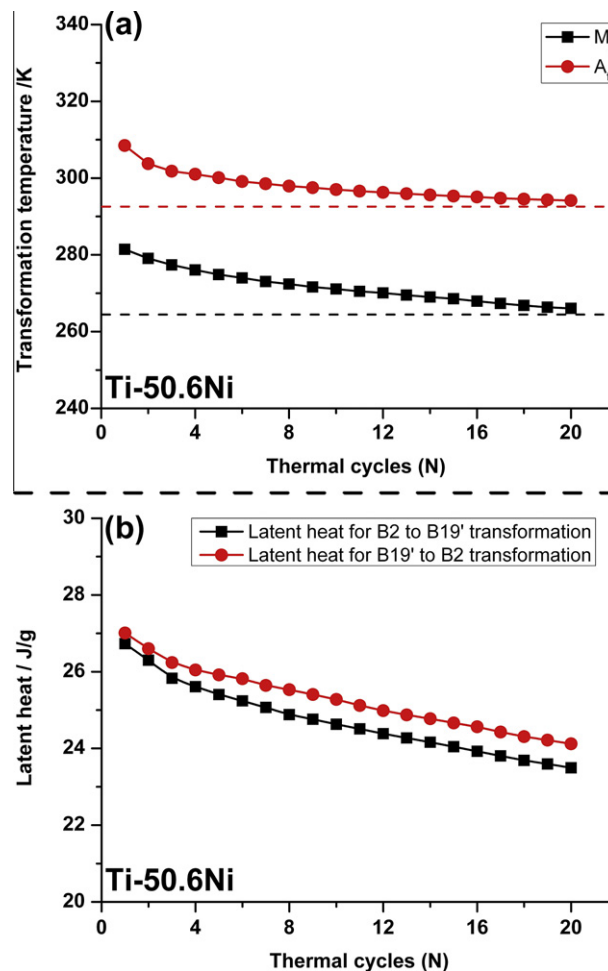 (a)
M
A
Transformation temperature /K
340
320
300
280
260
240
Ti-50.6Ni
0 4 8 12 16 20
Thermal cycles (N)
(b)
Latent heat for B2 to B19' transformation
Latent heat for B19' to B2 transformation
Latent heat / J/g
30
28
26
24
22
20
Ti-50.6Ni
0 4 8 12 16 20
Thermal cycles (N)